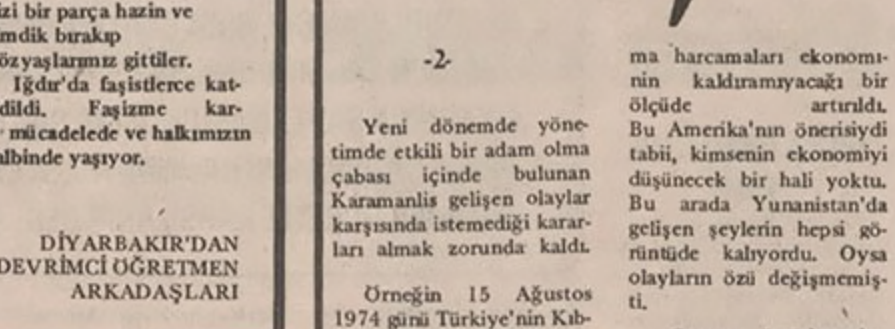 izi bir parça hazin ve
mdik bırakıp
özyaşlarımız gittiler.
Iğdır'da faşistlerce kat-
dildi. Faşizme kar-
mücadelede ve halkımızın
albinde yaşıyor.
DİYARBAKIR'DAN
DEVRİMCİ ÖĞRETMEN
ARKADAŞLARI
-2-
Yeni dönemde yöne-
timde etkili bir adam olma
çabası içinde bulunan
Karamanlis gelişen olaylar
karşısında istemediği karar-
ları almak zorunda kaldı.
Örneğin 15 Ağustos
1974 günü Türkiye'nin Kıb-
ma harcamaları ekonomi-
nin kaldıramıyacağı bir
ölçüde artırıldı.
Bu Amerika'nın önerisiydi
tabii, kimsenin ekonomiyi
düşünecek bir hali yoktu.
Bu arada Yunanistan'da
gelişen şeylerin hepsi gö-
rüntüde kalıyordu. Oysa
olayların özü değişmemiş-
ti.